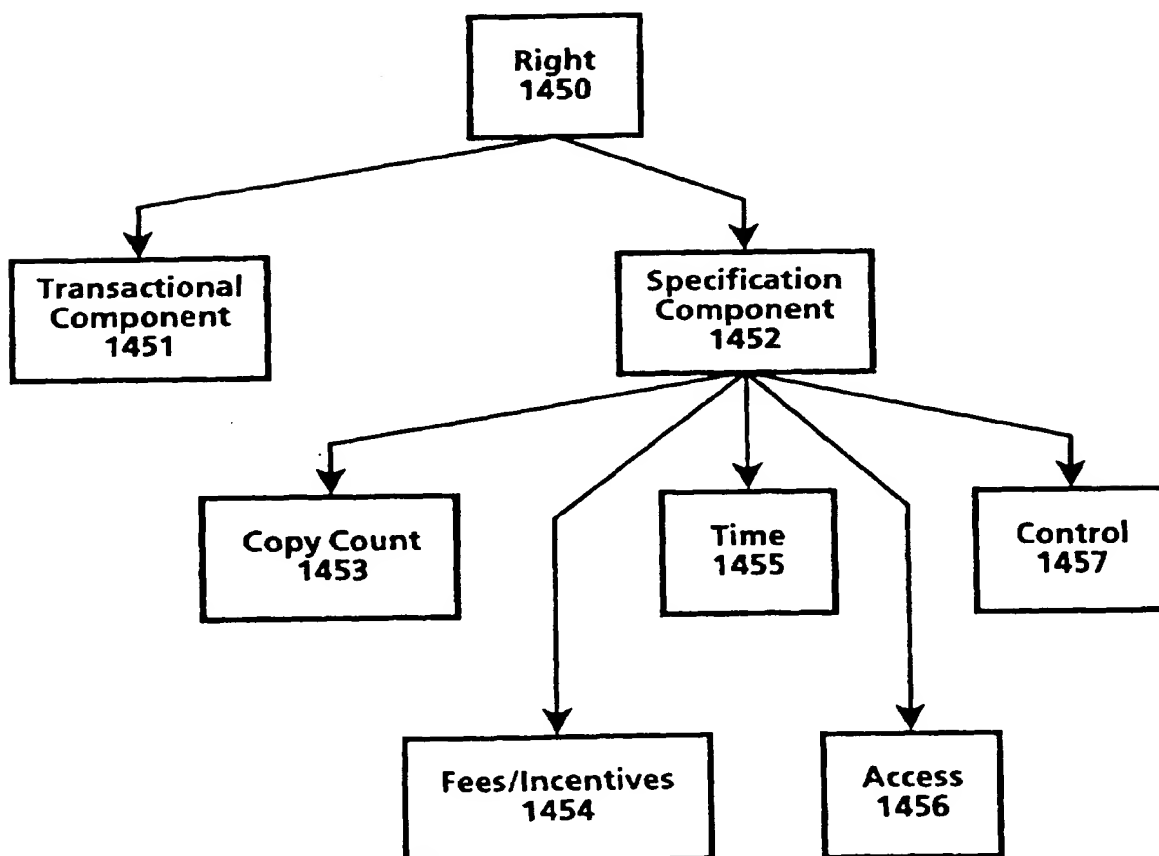 Right
1450
Transactional
Component
1451
Specification
Component
1452
Copy Count
1453
Time
1455
Control
1457
Fees/Incentives
1454
Access
1456